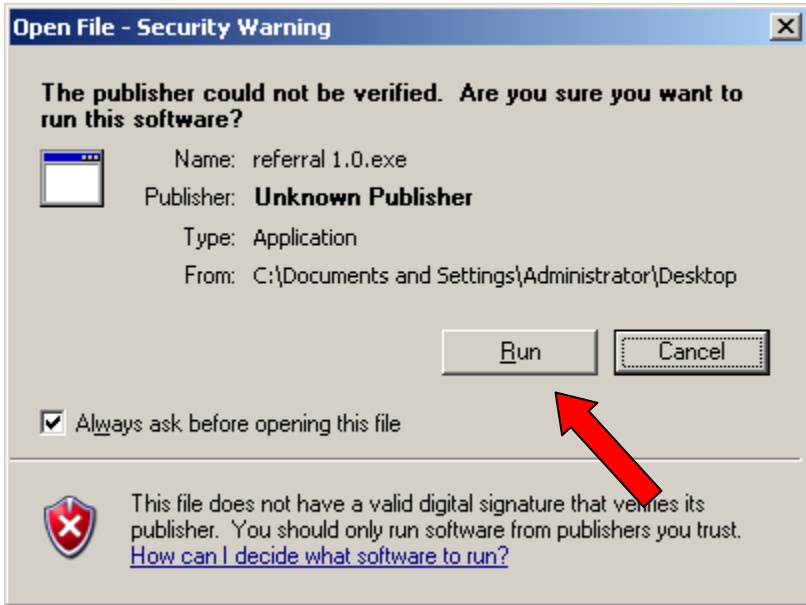 Open File - Security Warning
The publisher could not be verified.  Are you sure you want to
run this software?
Name: referral 1.0.exe
Publisher: Unknown Publisher
Type: Application
From: C:\Documents and Settings\Administrator\Desktop
Run Cancel
Always ask before opening this file
This file does not have a valid digital signature that verifies its
publisher.  You should only run software from publishers you trust.
How can I decide what software to run?